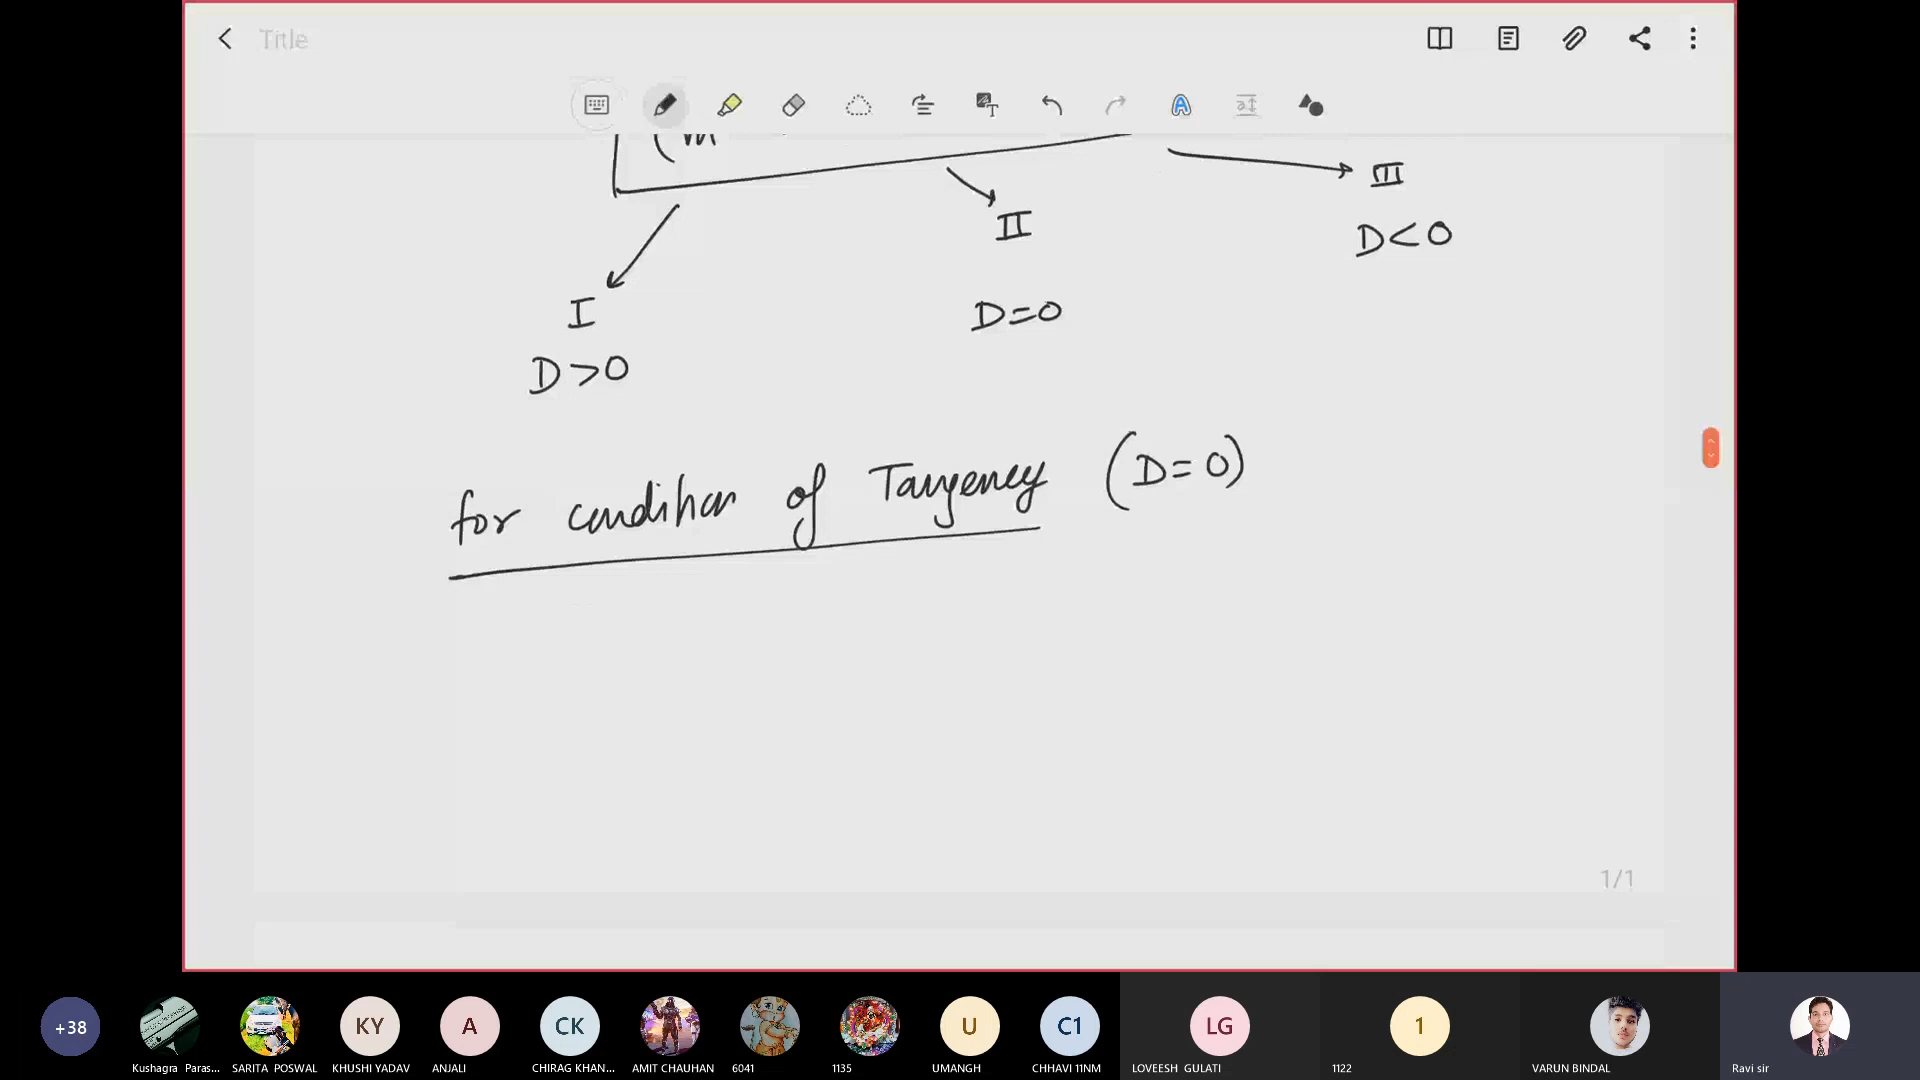 Title
(m
III
II
D<0
I
D=0
D>0
for condition of Tangency (D=0)
1/1
+38
KY
A
CK
U
C1
LG
1
Kushagra Paras...
SARITA POSWAL
KHUSHI YADAV
ANJALI
CHIRAG KHAN...
AMIT CHAUHAN
6041
1135
UMANGH
CHHAVI 11NM
LOVEESH GULATI
1122
VARUN BINDAL
Ravi sir